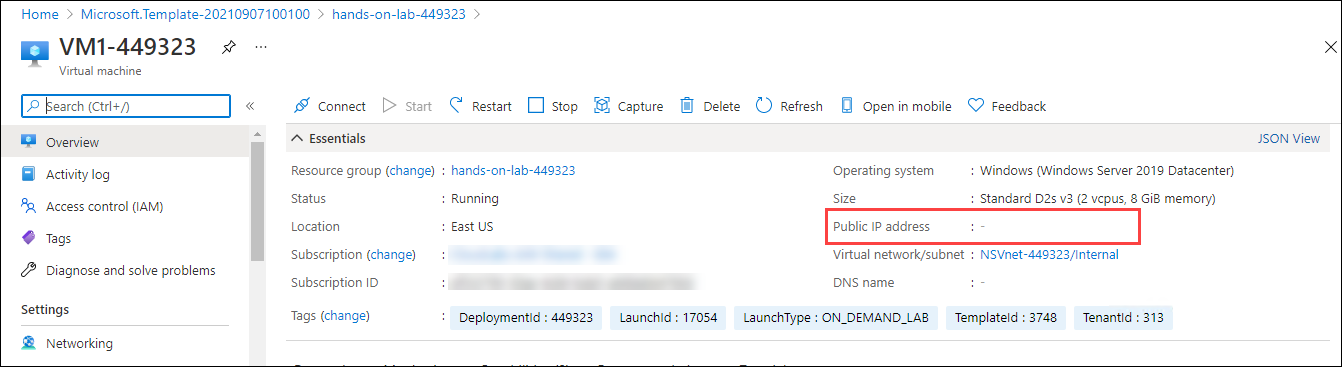 Home > Microsoft.Template-20210907100100 > hands-on-lab-449323 >
VM1-449323
Virtual machine
Search (Ctrl+/)
«
Connect Start Restart Stop Capture Delete Refresh Open in mobile Feedback
Overview
Activity log
Access control (IAM)
Tags
Diagnose and solve problems
Settings
Networking
Essentials
JSON View
Resource group (change) : hands-on-lab-449323
Status : Running
Location : East US
Subscription (change) :
Subscription ID :
Operating system : Windows (Windows Server 2019 Datacenter)
Size : Standard D2s v3 (2 vcpus, 8 GiB memory)
Public IP address : -
Virtual network/subnet : NSVnet-449323/Internal
DNS name : -
Tags (change) : DeploymentId : 449323 LaunchId : 17054 LaunchType : ON_DEMAND_LAB TemplateId : 3748 TenantId : 313